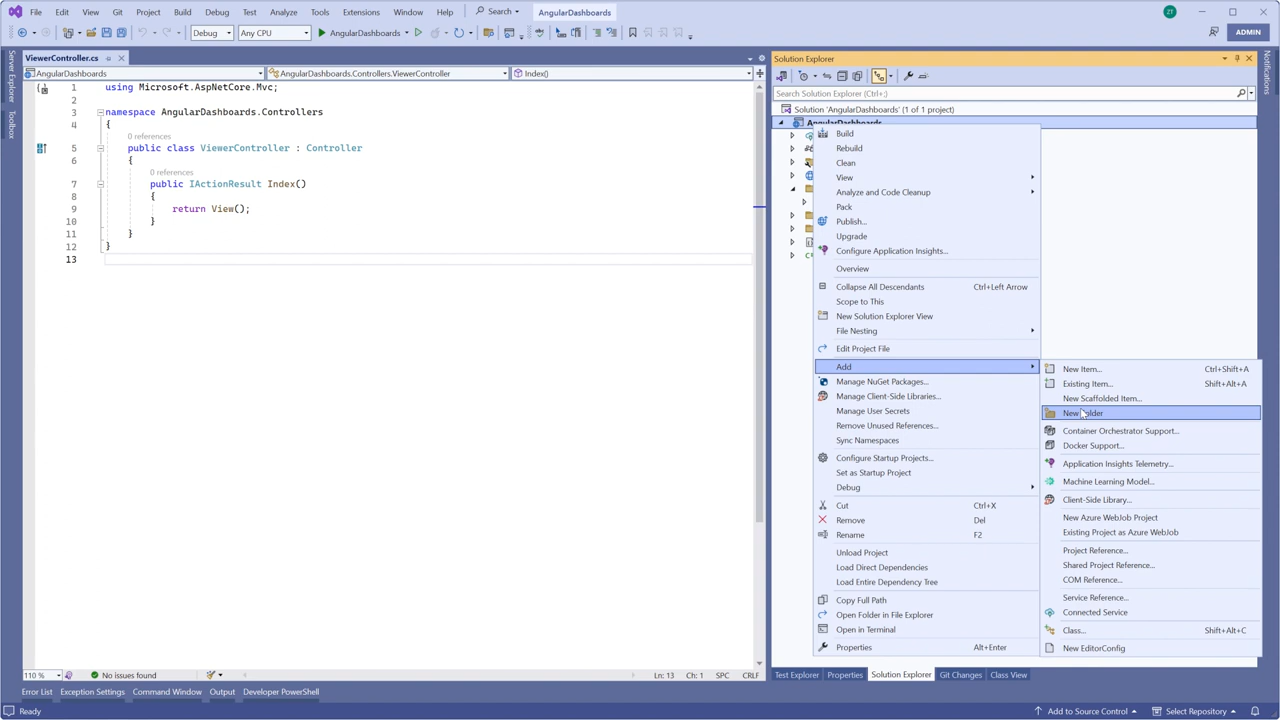 File Edit View Git Project Build Debug Test Analyze Tools Extensions Window Help Search AngularDashboards ZT
Debug Any CPU AngularDashboards ADMIN
ViewerController.cs
AngularDashboards AngularDashboards.Controllers.ViewerController Index()
1 using Microsoft.AspNetCore.Mvc;
2
3 namespace AngularDashboards.Controllers
4 {
0 references
5 public class ViewerController : Controller
6 {
0 references
7 public IActionResult Index()
8 {
9 return View();
10 }
11 }
12 }
13
110 % No issues found Ln: 13 Ch: 1 SPC CRLF
Error List Exception Settings Command Window Output Developer PowerShell
Ready Add to Source Control Select Repository
Server Explorer
Toolbox
Solution Explorer
Search Solution Explorer (Ctrl+;)
Solution 'AngularDashboards' (1 of 1 project)
AngularDashboards
Build
Rebuild
Clean
View
Analyze and Code Cleanup
Pack
Publish...
Upgrade
Configure Application Insights...
Overview
Collapse All Descendants Ctrl+Left Arrow
Scope to This
New Solution Explorer View
File Nesting
Edit Project File
Add
Manage NuGet Packages...
Manage Client-Side Libraries...
Manage User Secrets
Remove Unused References...
Sync Namespaces
Configure Startup Projects...
Set as Startup Project
Debug
Cut Ctrl+X
Remove Del
Rename F2
Unload Project
Load Direct Dependencies
Load Entire Dependency Tree
Copy Full Path
Open Folder in File Explorer
Open in Terminal
Properties Alt+Enter
New Item... Ctrl+Shift+A
Existing Item... Shift+Alt+A
New Scaffolded Item...
New Folder
Container Orchestrator Support...
Docker Support...
Application Insights Telemetry...
Machine Learning Model...
Client-Side Library...
New Azure WebJob Project
Existing Project as Azure WebJob
Project Reference...
Shared Project Reference...
COM Reference...
Service Reference...
Connected Service
Class... Shift+Alt+C
New EditorConfig
Test Explorer Properties Solution Explorer Git Changes Class View
Notifications